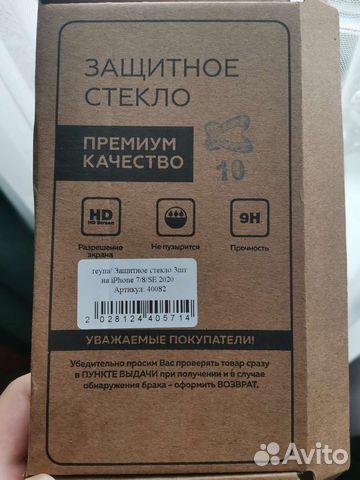 ЗАЩИТНОЕ
СТЕКЛО
ПРЕМИУМ
КАЧЕСТВО
10
HD
HD Screen
9H
Разрешение
экрана
Не пузырится
Прочность
Защитное стекло 3шт
на iPhone 7/8/SE 2020
Артикул: 40082
2 028124 405714
УВАЖАЕМЫЕ ПОКУПАТЕЛИ!
Убедительно просим Вас проверять товар сразу
в ПУНКТЕ ВЫДАЧИ при получении и в случае
обнаружения брака – оформить ВОЗВРАТ.
Avito